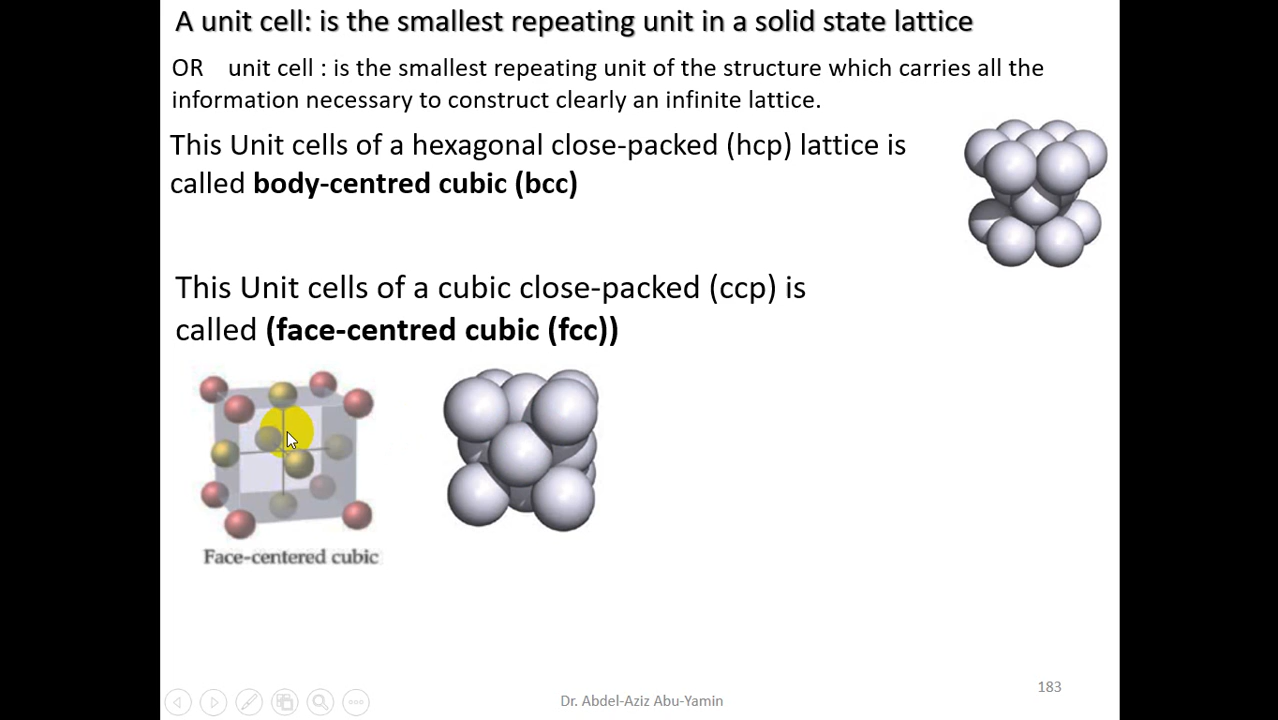 A unit cell: is the smallest repeating unit in a solid state lattice
OR unit cell : is the smallest repeating unit of the structure which carries all the
information necessary to construct clearly an infinite lattice.
This Unit cells of a hexagonal close-packed (hcp) lattice is
called body-centred cubic (bcc)
This Unit cells of a cubic close-packed (ccp) is
called (face-centred cubic (fcc))
Face-centered cubic
Dr. Abdel-Aziz Abu-Yamin
183